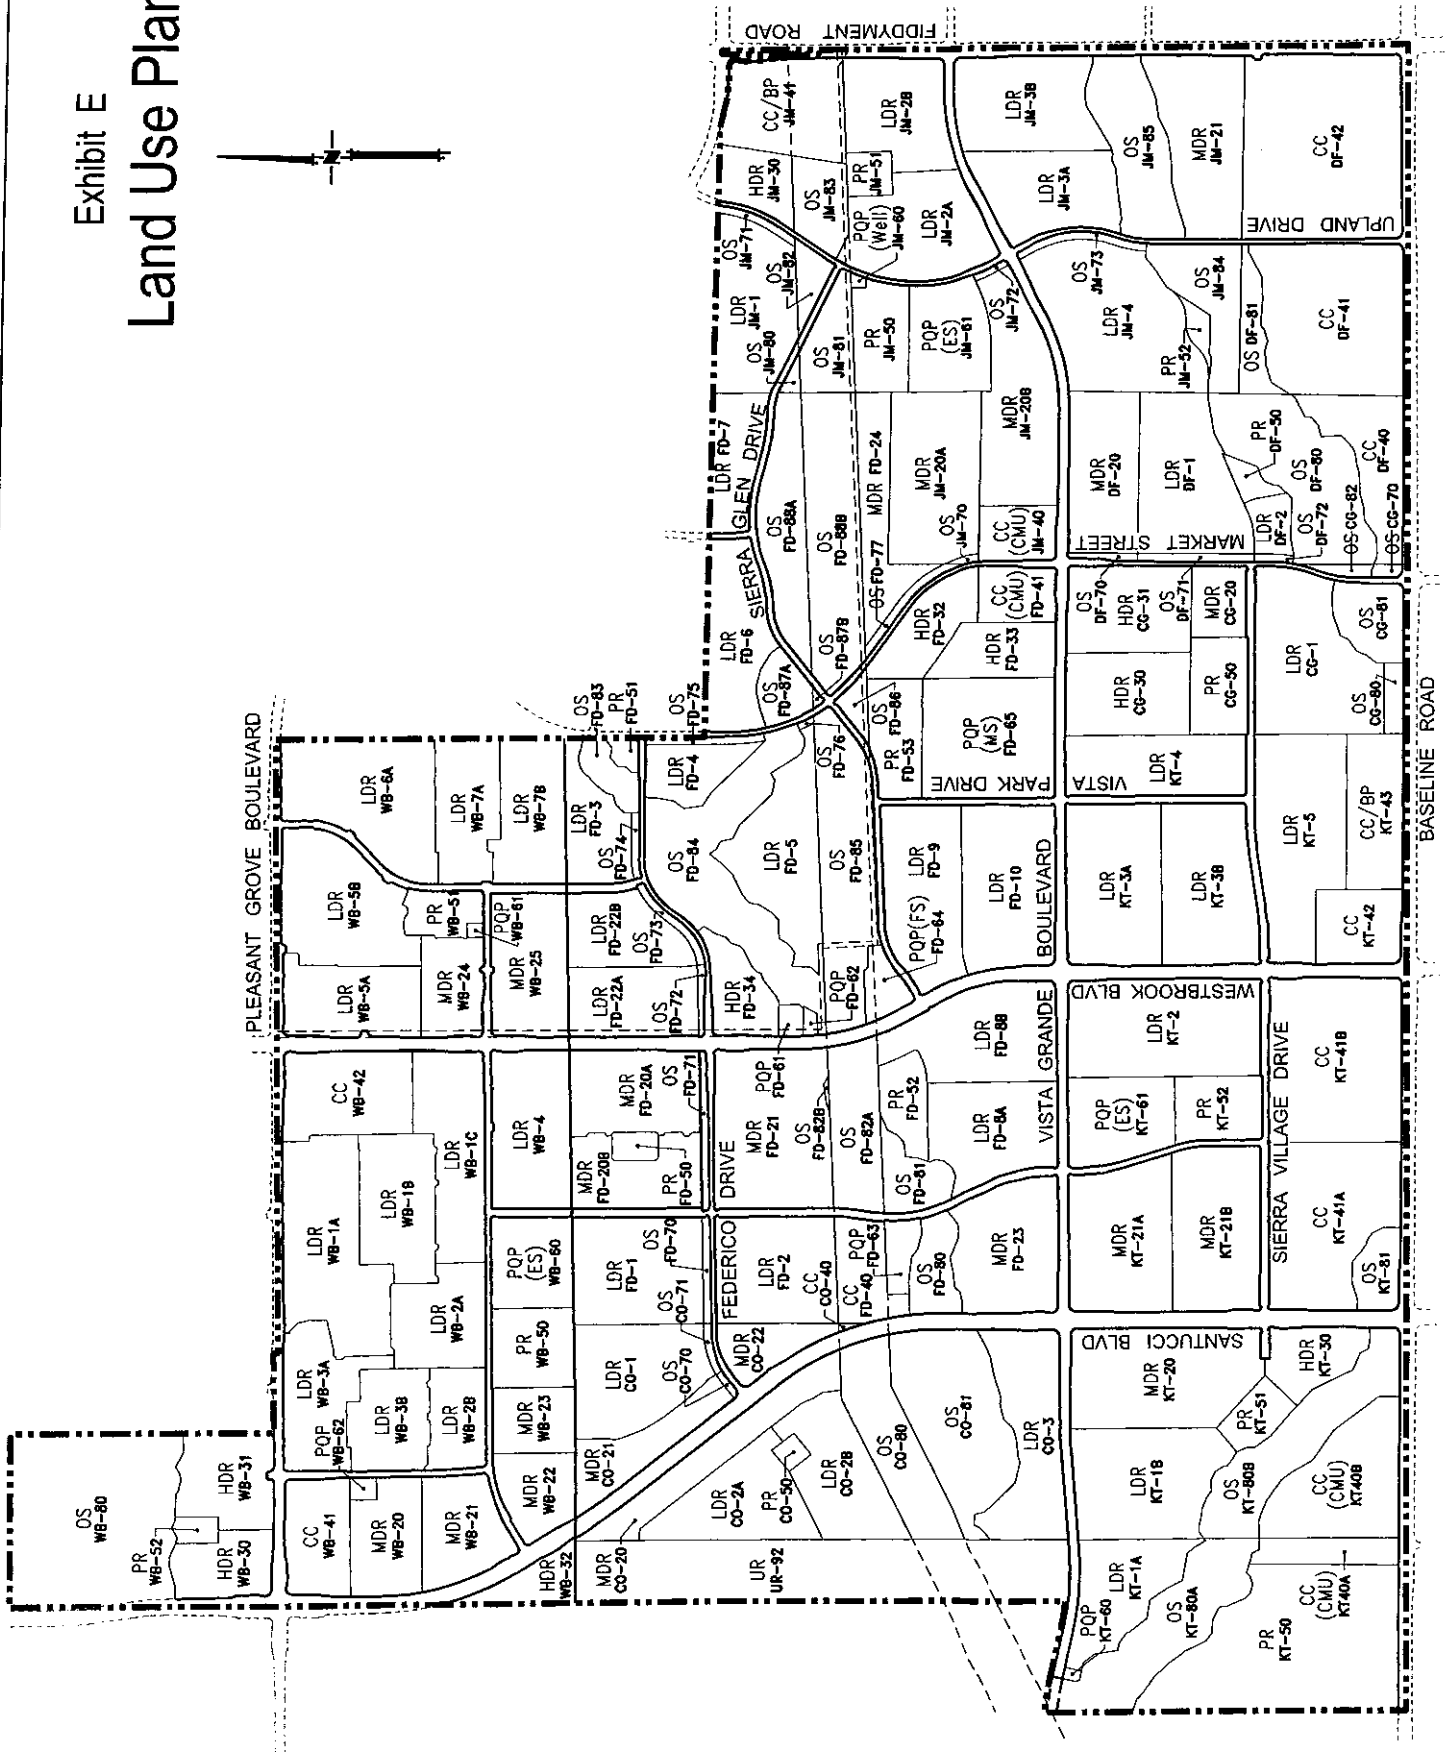 Exhibit E
Land Use Plan
N
PLEASANT GROVE BOULEVARD
FIDDYMENT ROAD
BASELINE ROAD
SIERRA GLEN DRIVE
FEDERICO DRIVE
VISTA GRANDE BOULEVARD
SIERRA VILLAGE DRIVE
SANTUCCI BLVD
WESTBROOK BLVD
VISTA PARK DRIVE
MARKET STREET
UPLAND DRIVE
OS
WB-80
PR
WB-52
HDR
WB-31
HDR
WB-30
CC
WB-41
PQP
WB-62
MDR
WB-20
MDR
WB-21
LDR
WB-3A
LDR
WB-3B
LDR
WB-2B
LDR
WB-2A
LDR
WB-1A
LDR
WB-1B
LDR
WB-1C
CC
WB-42
LDR
WB-5A
LDR
WB-5B
LDR
WB-6A
LDR
WB-7A
LDR
WB-7B
PR
WB-51
PQP
WB-61
MDR
WB-24
MDR
WB-25
LDR
WB-4
PQP
(ES)
WB-60
PR
WB-50
MDR
WB-23
MDR
WB-22
HDR
WB-32
MDR
CO-21
MDR
CO-20
LDR
CO-1
OS
CO-70
OS
CO-71
MDR
CO-22
LDR
CO-2A
PR
CO-50
LDR
CO-2B
OS
CO-80
OS
CO-81
LDR
CO-3
CC
CO-40
UR
UR-92
LDR
FD-1
OS
FD-70
LDR
FD-2
CC
FD-40
PQP
FD-63
OS
FD-80
OS
FD-81
MDR
FD-23
MDR
FD-20B
MDR
FD-20A
PR
FD-50
OS
FD-71
MDR
FD-21
PQP
FD-61
OS
FD-82B
OS
FD-82A
PR
FD-52
LDR
FD-8A
LDR
FD-8B
LDR
FD-22A
LDR
FD-22B
OS
FD-72
OS
FD-73
OS
FD-74
LDR
FD-3
OS
FD-83
PR
FD-51
OS
FD-75
LDR
FD-4
OS
FD-84
LDR
FD-5
HDR
FD-34
PQP
FD-62
PQP(FS)
FD-64
OS
FD-85
OS
FD-76
LDR
FD-9
LDR
FD-10
LDR
FD-6
LDR FD-7
OS
FD-87A
OS
FD-87B
OS
FD-88A
OS
FD-88B
OS
FD-86
PR
FD-53
PQP
(MS)
FD-65
HDR
FD-32
HDR
FD-33
CC
(CMU)
FD-41
OS FD-77
MDR FD-24
LDR
JM-1
OS
JM-71
OS
JM-82
OS
JM-80
OS
JM-81
HDR
JM-30
CC/BP
JM-41
OS
JM-83
PR
JM-51
LDR
JM-2B
LDR
JM-2A
PQP
(Well)
JM-60
PR
JM-50
PQP
(ES)
JM-61
OS
JM-72
MDR
JM-20A
MDR
JM-20B
OS
JM-70
CC
(CMU)
JM-40
LDR
JM-3A
LDR
JM-3B
OS
JM-85
MDR
JM-21
OS
JM-73
LDR
JM-4
OS
JM-84
PR
JM-52
CC
DF-42
CC
DF-41
OS DF-81
MDR
DF-20
LDR
DF-1
PR
DF-50
LDR
DF-2
OS
DF-80
OS
DF-72
CC
DF-40
OS
DF-70
OS
DF-71
OS CG-82
OS CG-70
HDR
CG-31
HDR
CG-30
MDR
CG-20
PR
CG-50
LDR
CG-1
OS
CG-81
OS
CG-80
LDR
KT-4
LDR
KT-3A
LDR
KT-3B
LDR
KT-5
CC/BP
KT-43
CC
KT-42
LDR
KT-2
PQP
(ES)
KT-61
PR
KT-52
CC
KT-41B
CC
KT-41A
OS
KT-81
MDR
KT-21A
MDR
KT-21B
MDR
KT-20
HDR
KT-30
PR
KT-51
LDR
KT-1B
OS
KT-80B
CC
(CMU)
KT40B
LDR
KT-1A
PQP
KT-60
OS
KT-80A
PR
KT-50
CC
(CMU)
KT40A